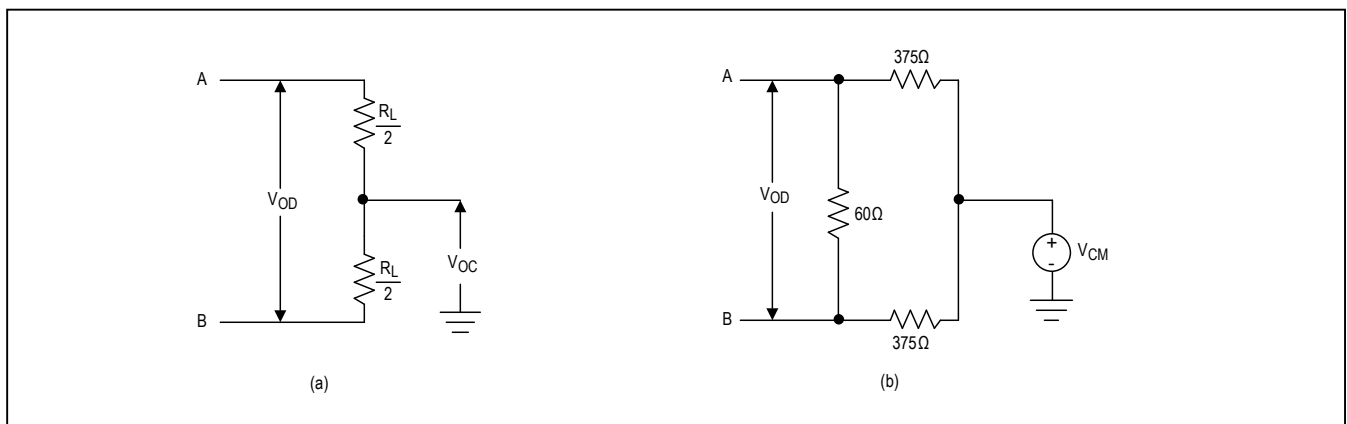 A
R_L
2
V_OD
V_OC
R_L
2
B
(a)
375Ω
A
V_OD
60Ω
V_CM
+
-
B
375Ω
(b)